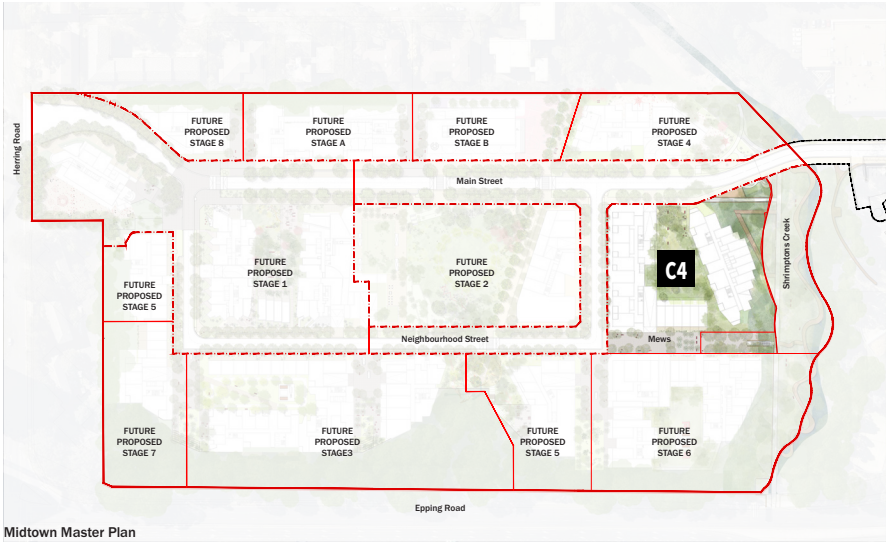 FUTURE
PROPOSED
STAGE 8
FUTURE
PROPOSED
STAGE A
FUTURE
PROPOSED
STAGE B
FUTURE
PROPOSED
STAGE 4
Herring Road
Main Street
FUTURE
PROPOSED
STAGE 5
FUTURE
PROPOSED
STAGE 1
FUTURE
PROPOSED
STAGE 2
C4
Shrimptons Creek
Neighbourhood Street
Mews
FUTURE
PROPOSED
STAGE 7
FUTURE
PROPOSED
STAGE3
FUTURE
PROPOSED
STAGE 5
FUTURE
PROPOSED
STAGE 6
Epping Road
Midtown Master Plan